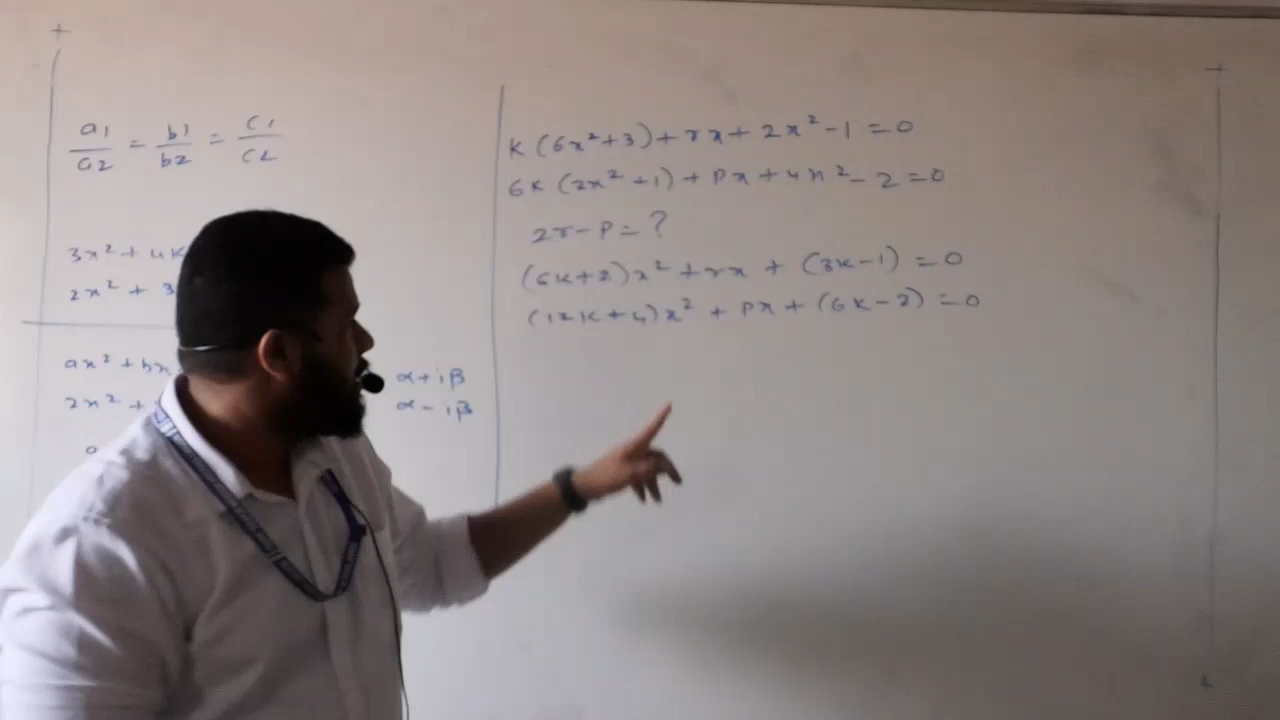 a1/a2 = b1/b2 = c1/c2
3x² + 4k
2x² + 3
ax² + bx
α + iβ
2x² +
α - iβ
a
k(6x²+3) + rx + 2x² - 1 = 0
6k(2x²+1) + px + 4x² - 2 = 0
2r - p = ?
(6k+2)x² + rx + (3k-1) = 0
(12k+4)x² + px + (6k-2) = 0